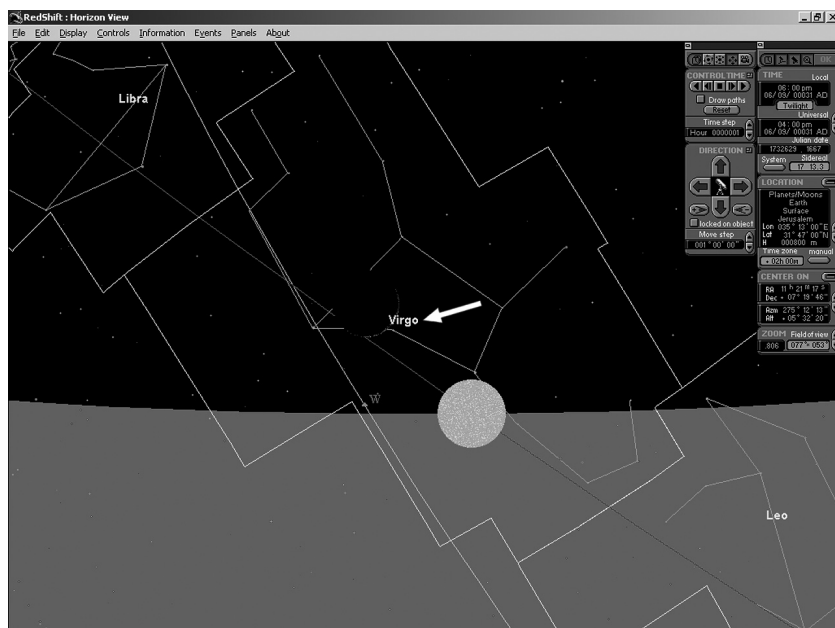 RedShift : Horizon View
File Edit Display Controls Information Events Panels About
Libra
Virgo
W
Leo
CONTROL TIME
Draw paths
Reset
Time step
Hour 0000001
DIRECTION
locked on object
Move step
001° 00' 00"
OK
TIME Local
06 : 00 pm
06/ 09/ 00031 AD
Twilight
Universal
04 : 00 pm
06/ 09/ 00031 AD
Julian date
1732629 . 1667
System Sidereal
17 13.3
LOCATION
Planets/Moons
Earth
Surface
Jerusalem
Lon 035° 13' 00"E
Lat 31° 47' 00"N
H 000800 m
Time zone manual
+ 02h 00m
CENTER ON
RA 11 h 21 m 17 s
Dec + 07° 19' 46"
Azm 275° 12' 13"
Alt + 05° 32' 20"
ZOOM Field of view
.806 077° × 053°